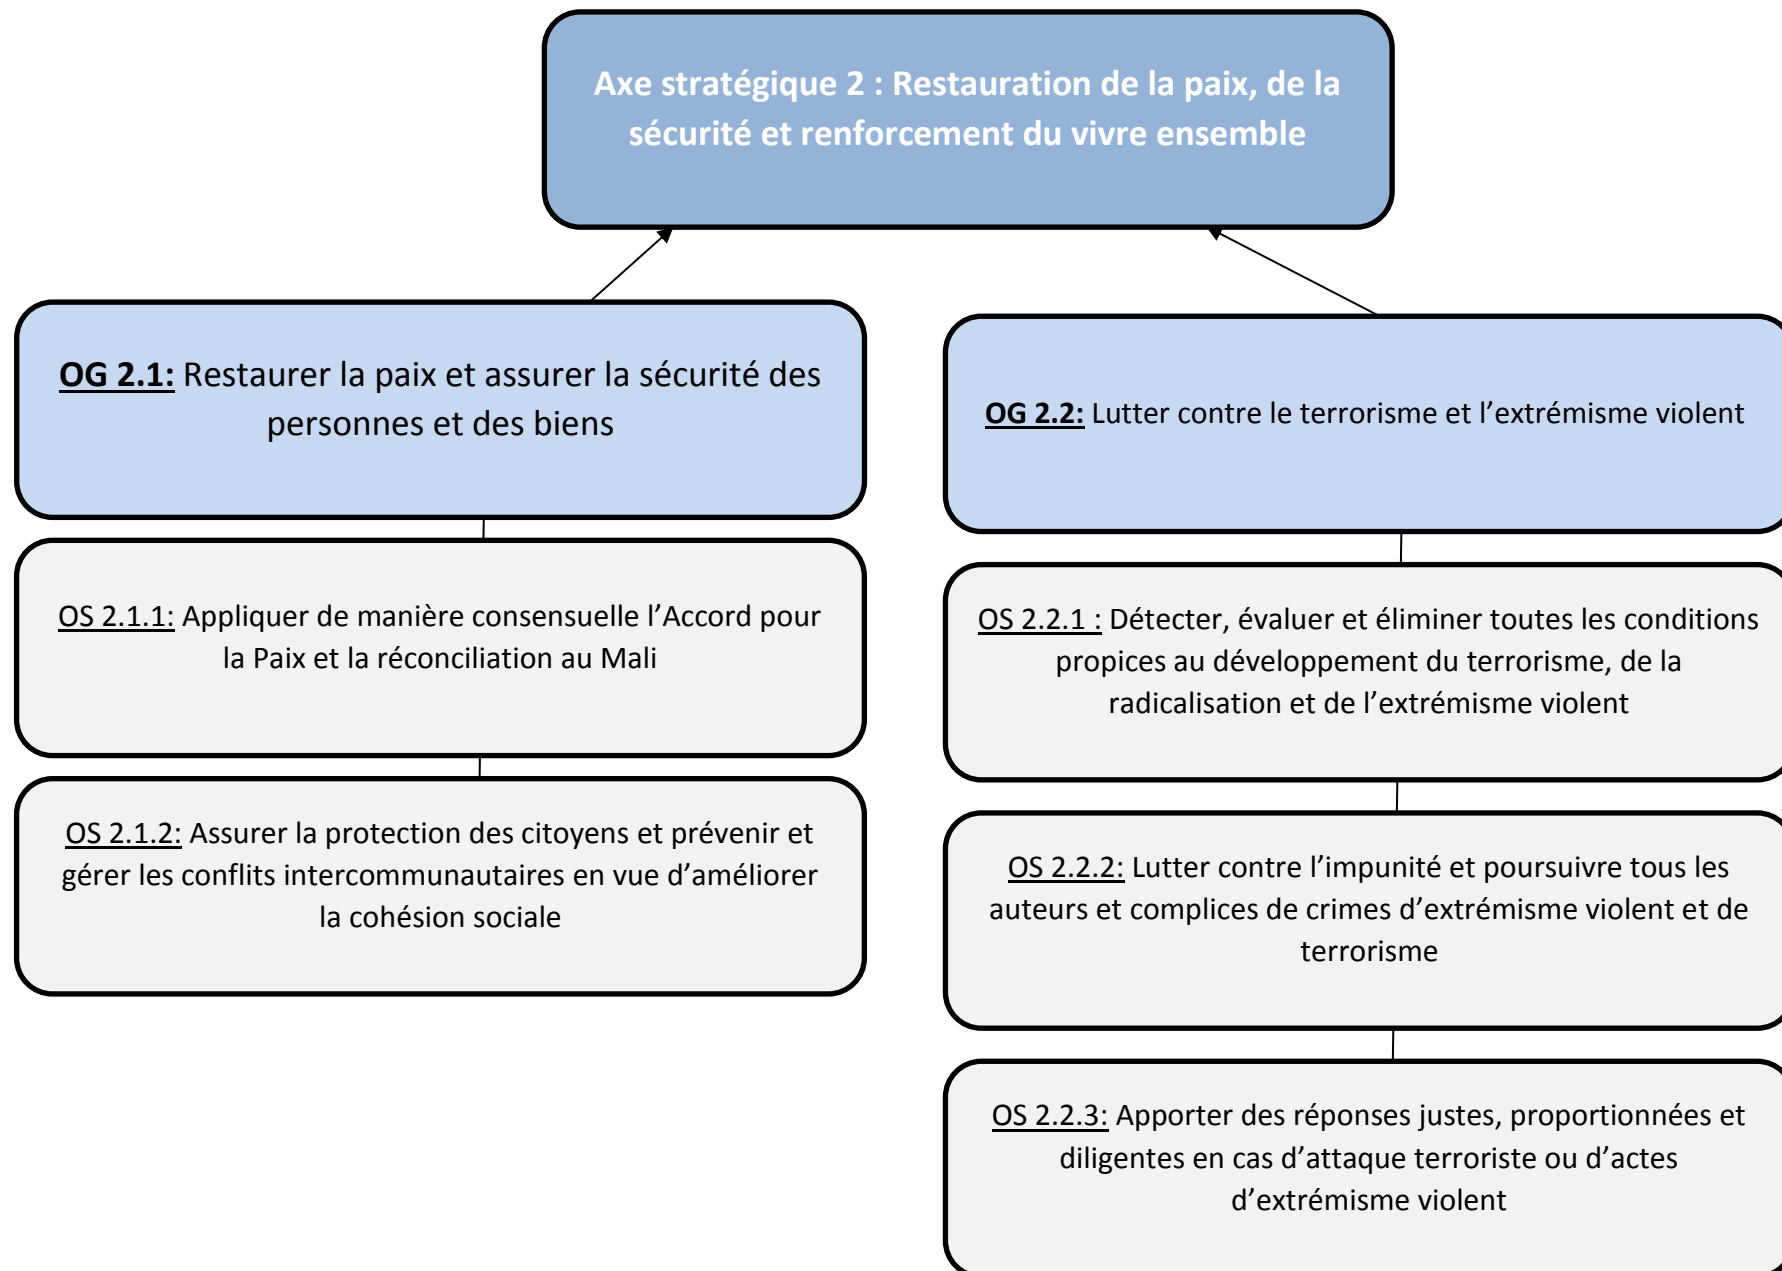 Axe stratégique 2 : Restauration de la paix, de la
sécurité et renforcement du vivre ensemble
OG 2.1: Restaurer la paix et assurer la sécurité des
personnes et des biens
OS 2.1.1: Appliquer de manière consensuelle l’Accord pour
la Paix et la réconciliation au Mali
OS 2.1.2: Assurer la protection des citoyens et prévenir et
gérer les conflits intercommunautaires en vue d’améliorer
la cohésion sociale
OG 2.2: Lutter contre le terrorisme et l’extrémisme violent
OS 2.2.1 : Détecter, évaluer et éliminer toutes les conditions
propices au développement du terrorisme, de la
radicalisation et de l’extrémisme violent
OS 2.2.2: Lutter contre l’impunité et poursuivre tous les
auteurs et complices de crimes d’extrémisme violent et de
terrorisme
OS 2.2.3: Apporter des réponses justes, proportionnées et
diligentes en cas d’attaque terroriste ou d’actes
d’extrémisme violent